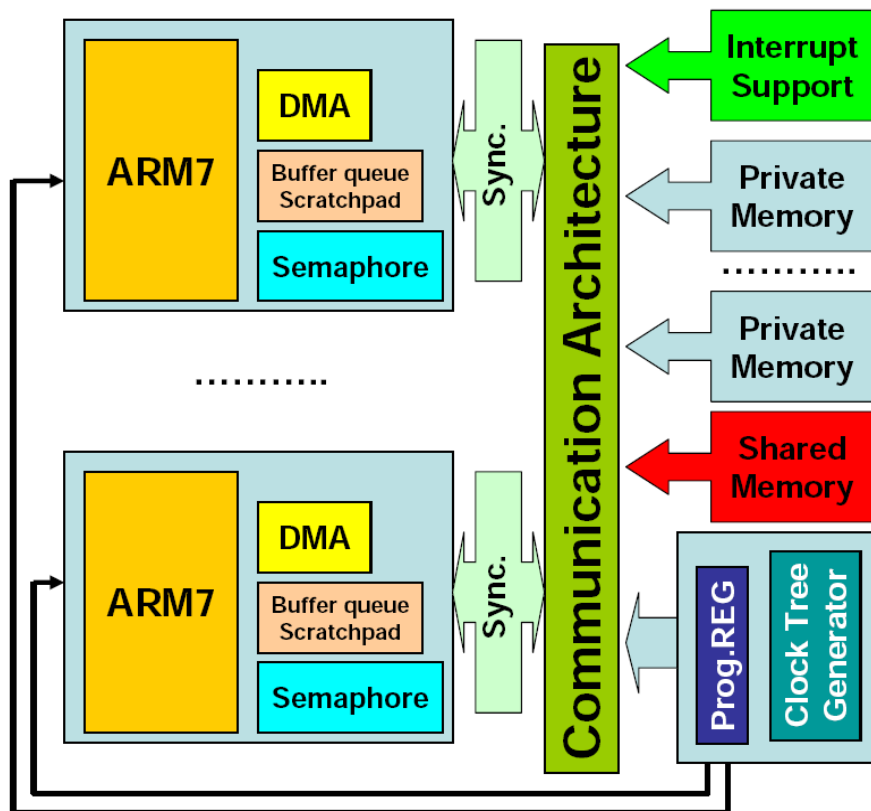 ARM7
DMA
Buffer queue
Scratchpad
Semaphore
Sync.
...........
ARM7
DMA
Buffer queue
Scratchpad
Semaphore
Sync.
Communication Architecture
Interrupt
Support
Private
Memory
...........
Private
Memory
Shared
Memory
Prog.REG
Clock Tree
Generator